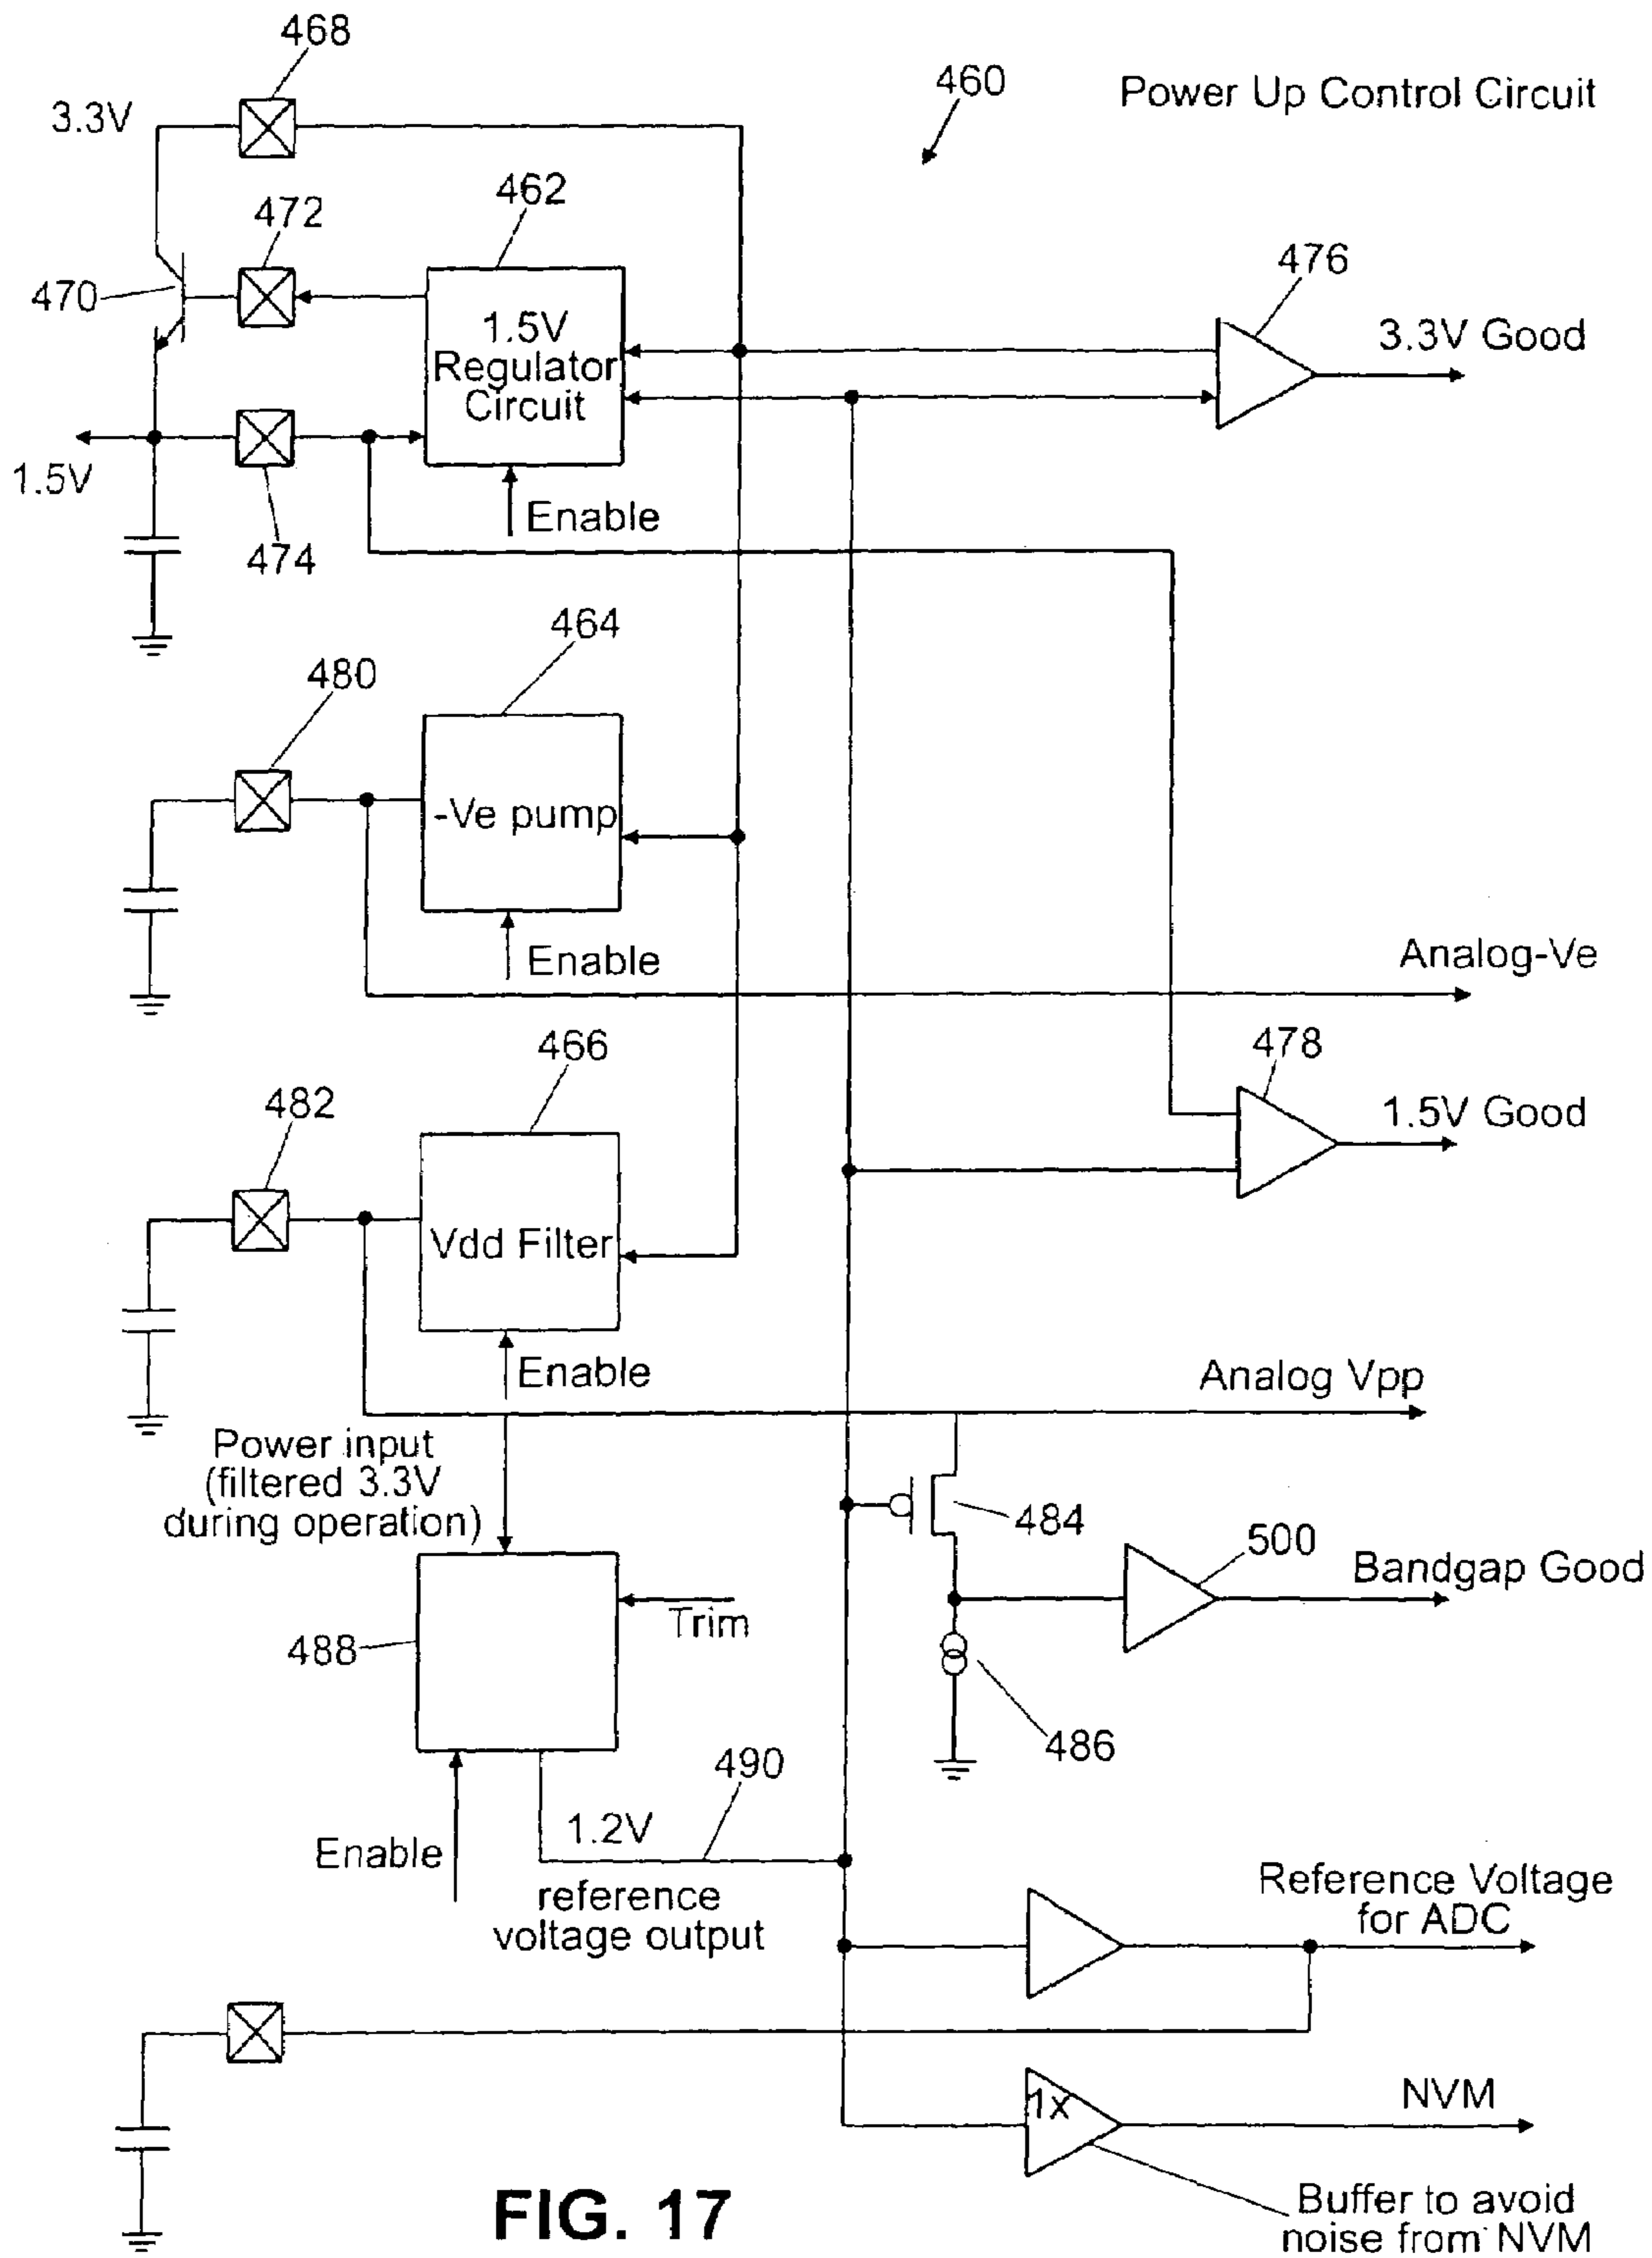 468
460
Power Up Control Circuit
3.3V
462
472
470
476
1.5V
Regulator
Circuit
3.3V Good
1.5V
Enable
474
464
480
-Ve pump
Enable
Analog-Ve
466
478
482
1.5V Good
Vdd Filter
Enable
Analog Vpp
Power input
(filtered 3.3V
during operation)
484
500
Bandgap Good
Trim
488
486
490
1.2V
Enable
reference
voltage output
Reference Voltage
for ADC
1x
NVM
Buffer to avoid
noise from NVM
FIG. 17